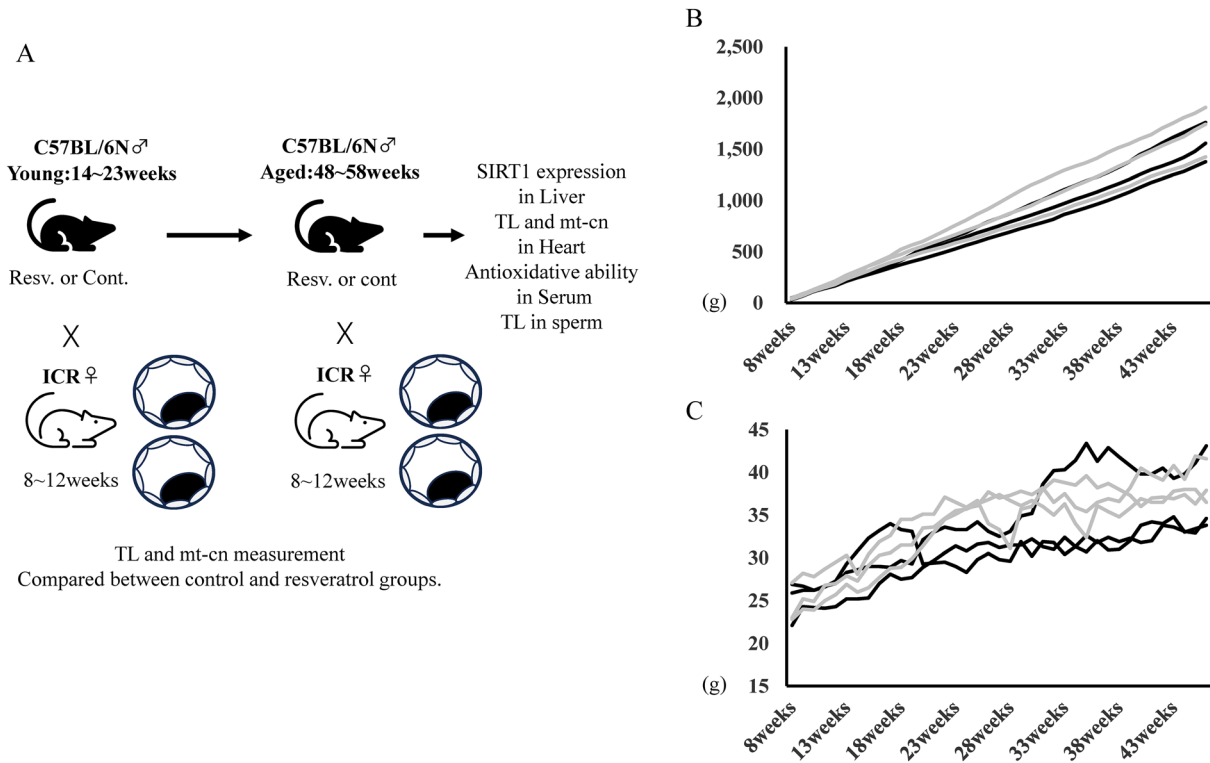 A
C57BL/6N♂
Young:14~23weeks
C57BL/6N♂
Aged:48~58weeks
Resv. or Cont.
Resv. or cont
SIRT1 expression
in Liver
TL and mt-cn
in Heart
Antioxidative ability
in Serum
TL in sperm
X
X
ICR♀
ICR♀
8~12weeks
8~12weeks
TL and mt-cn measurement
Compared between control and resveratrol groups.
B
2,500
2,000
1,500
1,000
500
0
(g)
8weeks
13weeks
18weeks
23weeks
28weeks
33weeks
38weeks
43weeks
C
45
40
35
30
25
20
15
(g)
8weeks
13weeks
18weeks
23weeks
28weeks
33weeks
38weeks
43weeks